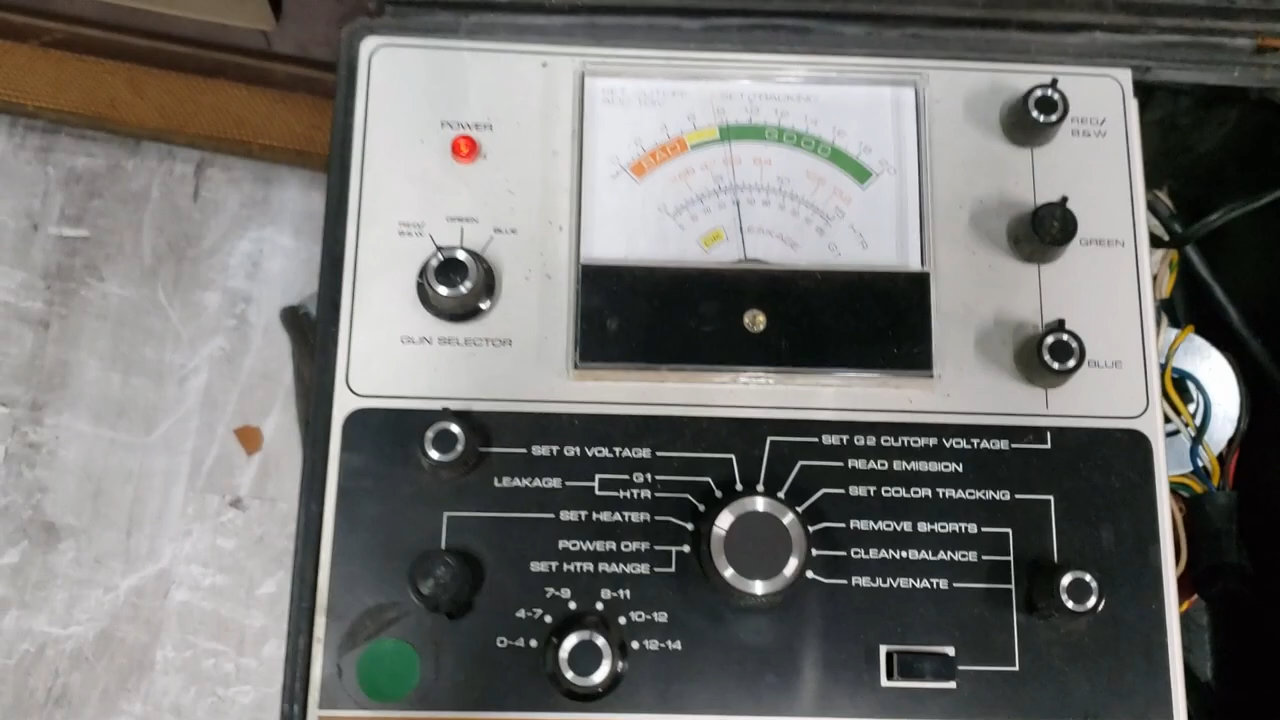 POWER
RED/
B&W
GREEN
BLUE
GUN SELECTOR
BAD
GOOD
LEAKAGE
HTR
G1
RED/
B&W
GREEN
BLUE
SET G1 VOLTAGE
LEAKAGE
G1
HTR
SET HEATER
POWER OFF
SET HTR RANGE
SET G2 CUTOFF VOLTAGE
READ EMISSION
SET COLOR TRACKING
REMOVE SHORTS
CLEAN•BALANCE
REJUVENATE
7-9
8-11
4-7
10-12
0-4
12-14